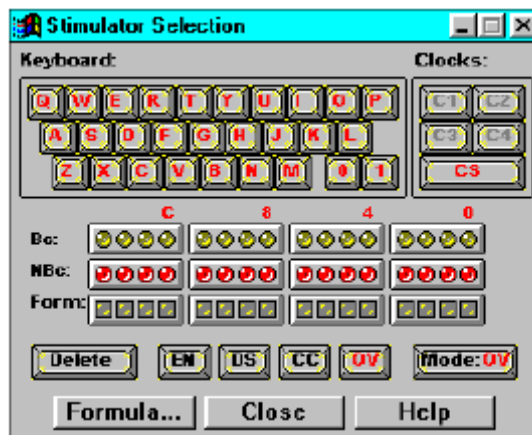 Stimulator Selection
Keyboard: Clocks:
Q W E R T Y U I O P C1 C2
A S D F G H J K L C3 C4
Z X C V B N M 0 1 CS
C 8 4 0
Bc:
NBc:
Form:
Delete EN DS CC OV Mode:OV
Formula... Close Help